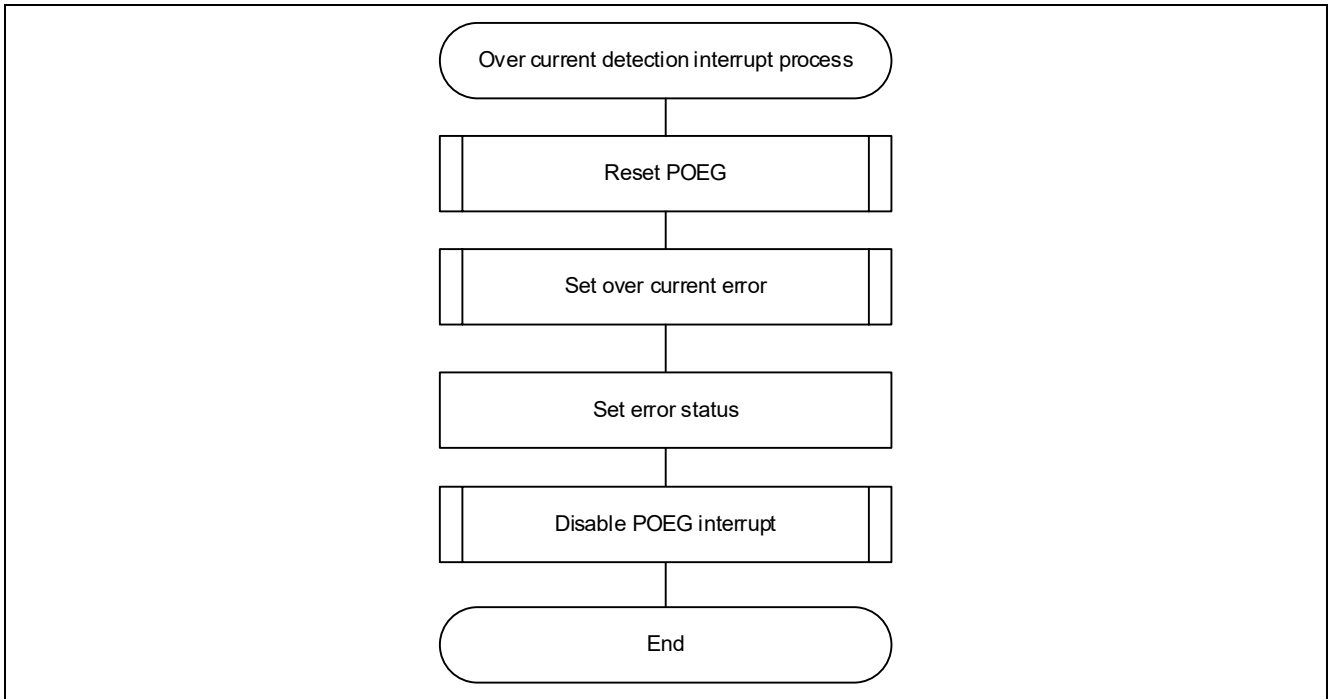 Over current detection interrupt process
Reset POEG
Set over current error
Set error status
Disable POEG interrupt
End